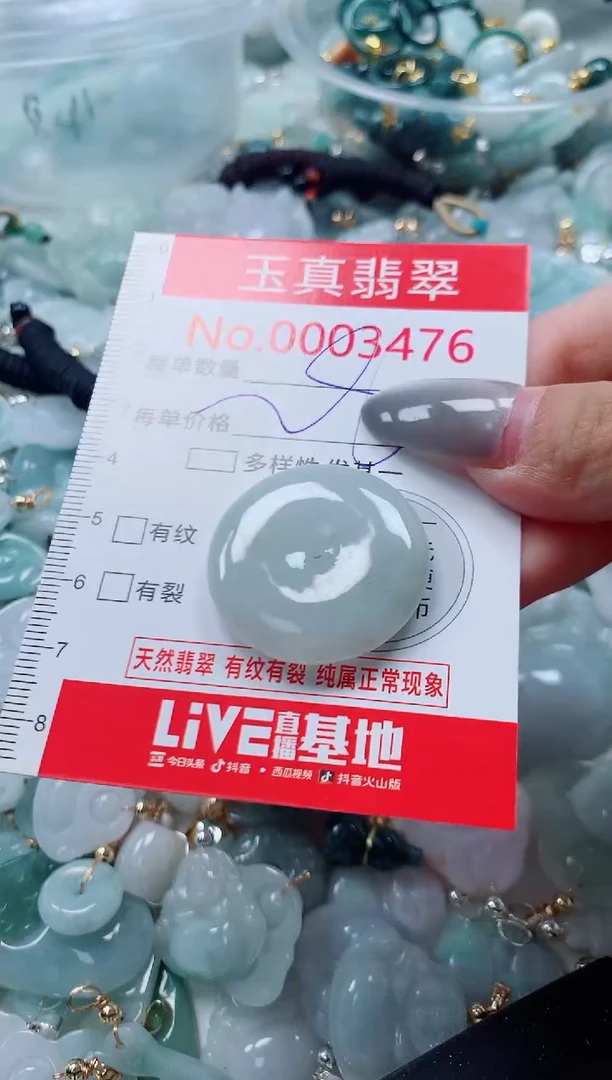 玉真翡翠
No.0003476
每单数量
每单价格
4
多样性
5
有纹
6
有裂
天然翡翠 有纹有裂 纯属正常现象
7
LiVE直播基地
8
今日头条 抖音 西瓜视频 抖音火山版